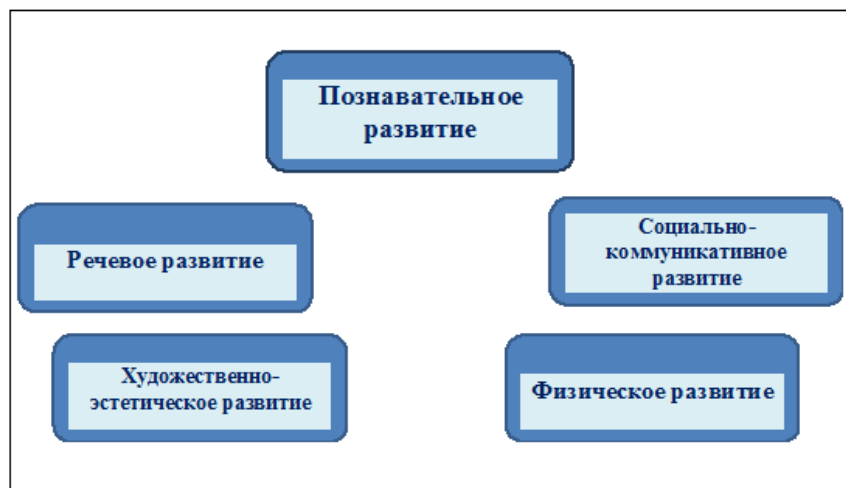 Познавательное
развитие
Речевое развитие
Социально-
коммуникативное
развитие
Художественно-
эстетическое развитие
Физическое развитие